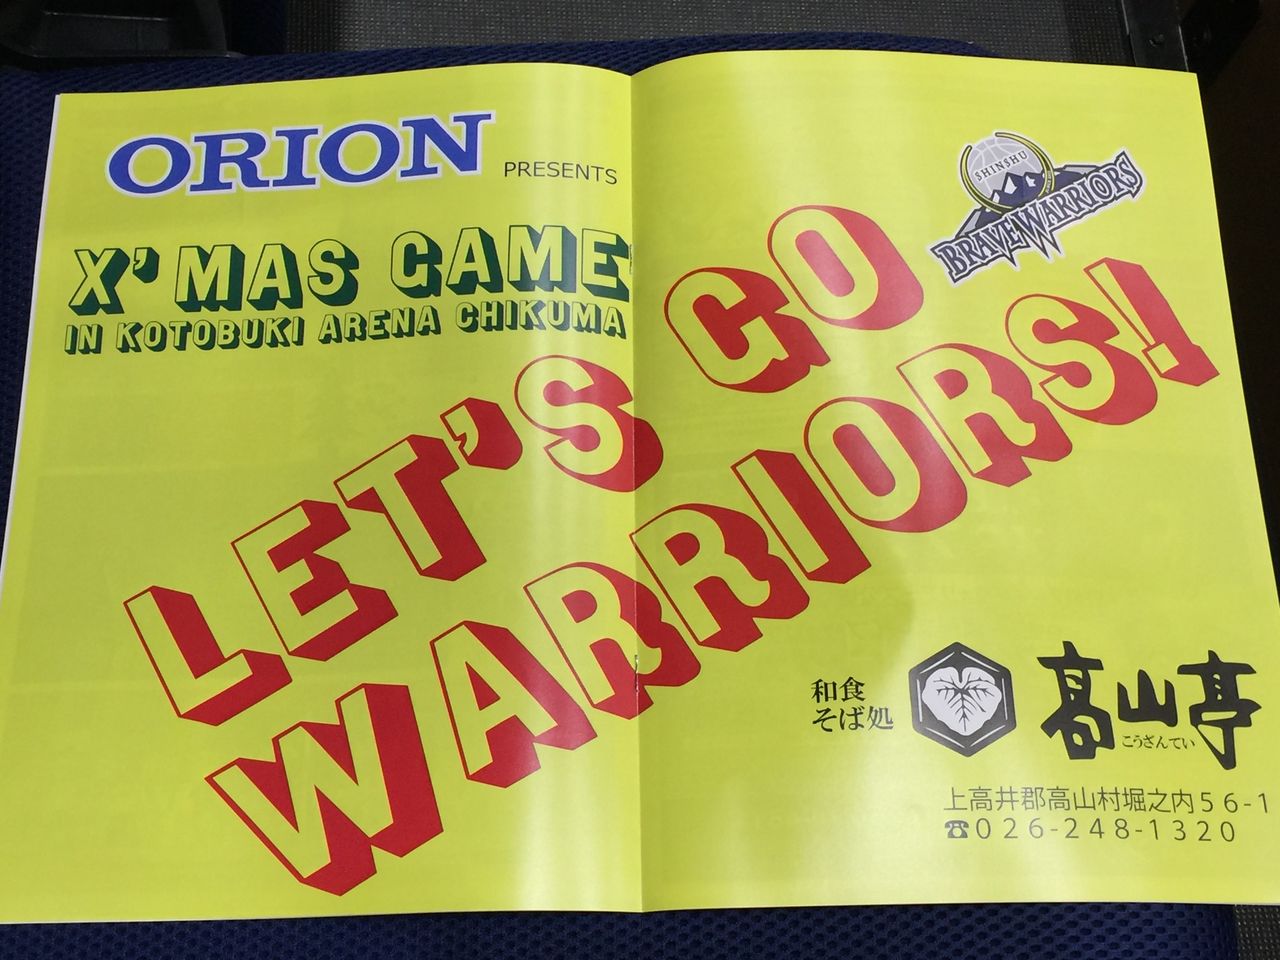 ORION PRESENTS
X'MAS GAME
IN KOTOBUKI ARENA CHIKUMA
SHINSHU
BRAVE WARRIORS
LET'S GO
WARRIORS!
和食
そば処
高山亭
こうざんてい
上高井郡高山村堀之内56-1
☎026-248-1320